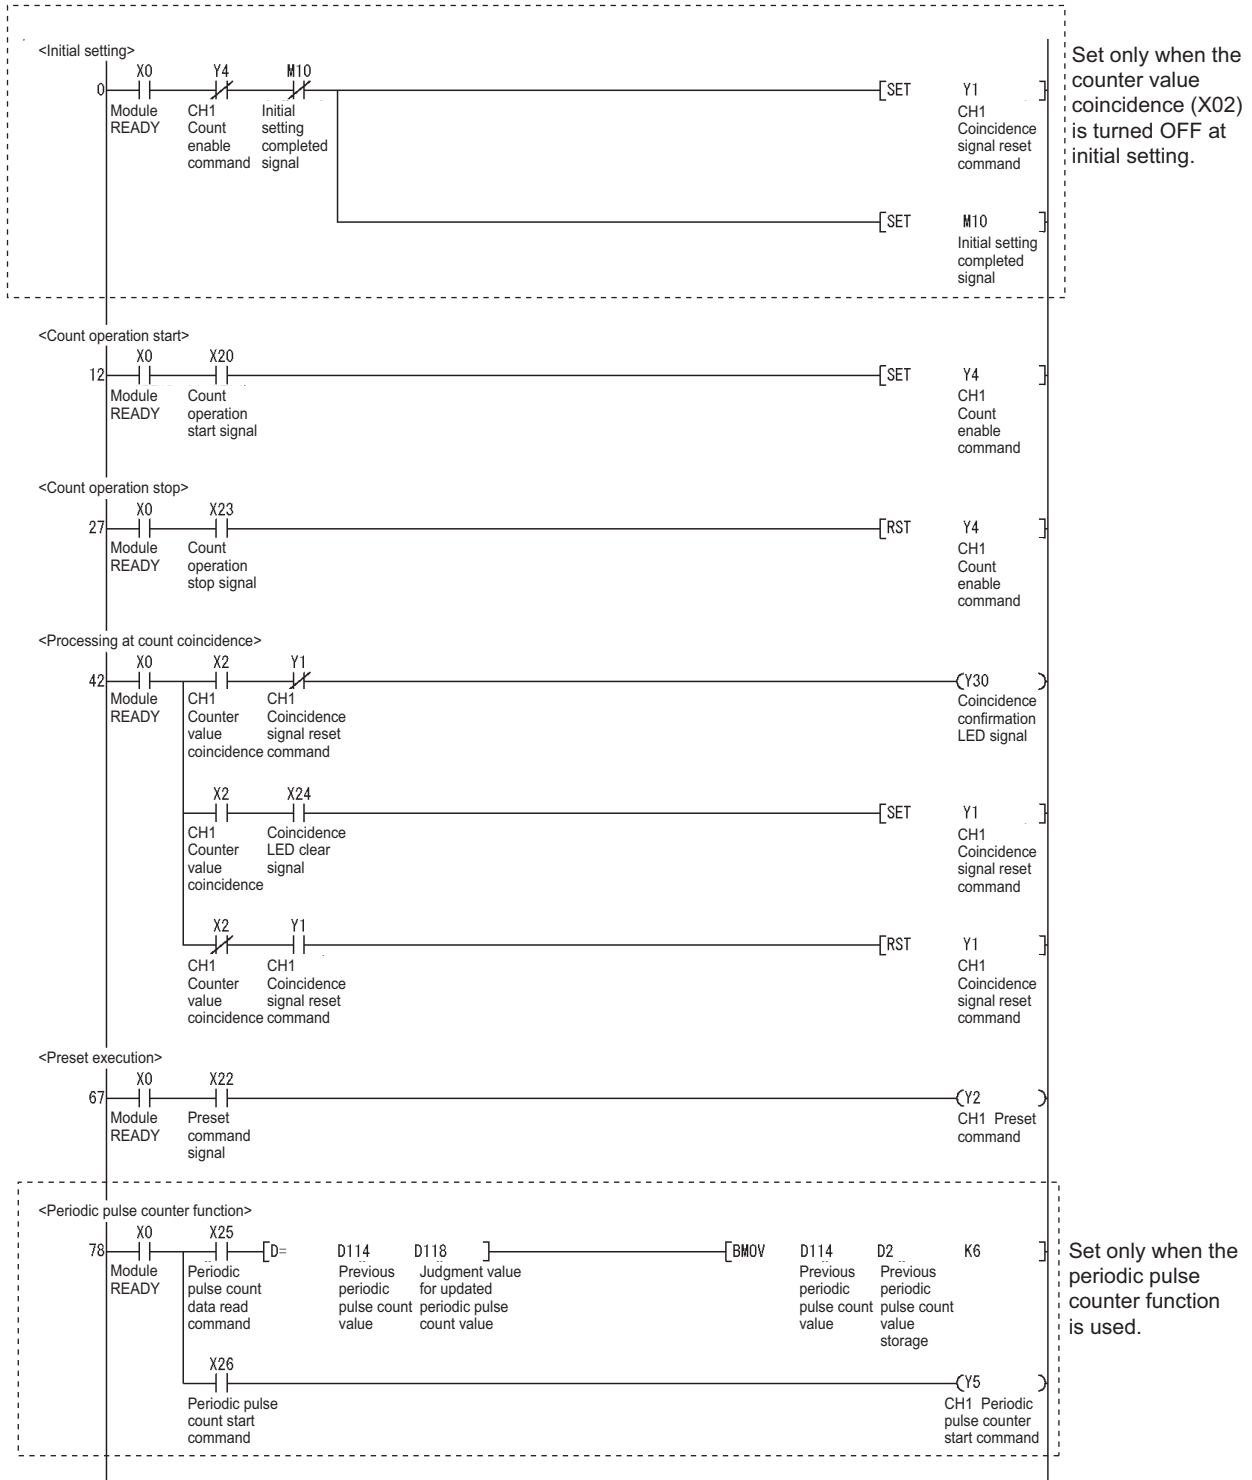 <Initial setting>
X0 Y4 M10
0 [SET Y1 ]
Module READY
CH1 Count enable command
Initial setting completed signal
CH1 Coincidence signal reset command
[SET M10 ]
Initial setting completed signal
Set only when the
counter value
coincidence (X02)
is turned OFF at
initial setting.
<Count operation start>
X0 X20
12 [SET Y4 ]
Module READY
Count operation start signal
CH1 Count enable command
<Count operation stop>
X0 X23
27 [RST Y4 ]
Module READY
Count operation stop signal
CH1 Count enable command
<Processing at count coincidence>
X0 X2 Y1
42 (Y30 )
Module READY
CH1 Counter value coincidence
CH1 Coincidence signal reset command
Coincidence confirmation LED signal
X2 X24
[SET Y1 ]
CH1 Counter value coincidence
Coincidence LED clear signal
CH1 Coincidence signal reset command
X2 Y1
[RST Y1 ]
CH1 Counter value coincidence
CH1 Coincidence signal reset command
CH1 Coincidence signal reset command
<Preset execution>
X0 X22
67 (Y2 )
Module READY
Preset command signal
CH1 Preset command
<Periodic pulse counter function>
X0 X25
78 [D= D114 D118 ] [BMOV D114 D2 K6 ]
Module READY
Periodic pulse count data read command
Previous periodic pulse count value
Judgment value for updated periodic pulse count value
Previous periodic pulse count value
Previous periodic pulse count value storage
X26
(Y5 )
Periodic pulse count start command
CH1 Periodic pulse counter start command
Set only when the
periodic pulse
counter function
is used.